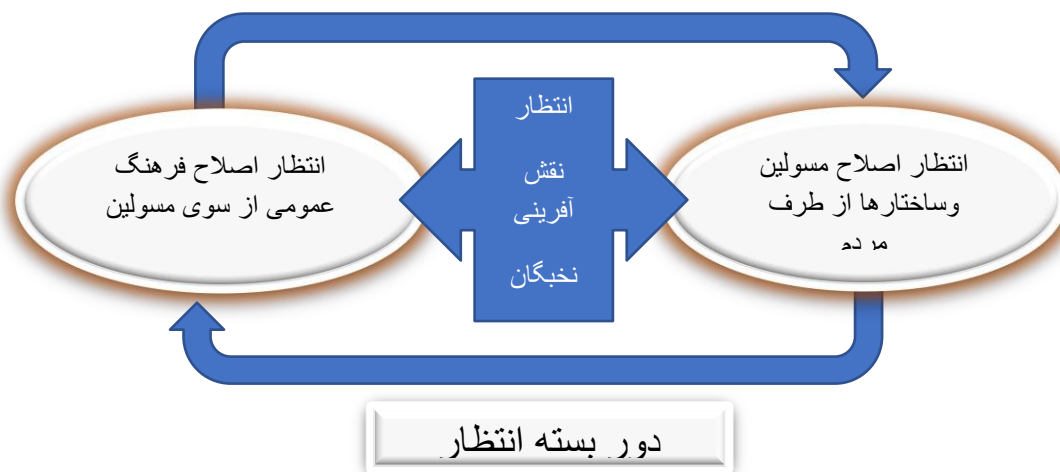 انتظار اصلاح مسولین
وساختارها از طرف
مردم
انتظار
نقش
آفرینی
نخبگان
انتظار اصلاح فرهنگ
عمومی از سوی مسولین
دور بسته انتظار